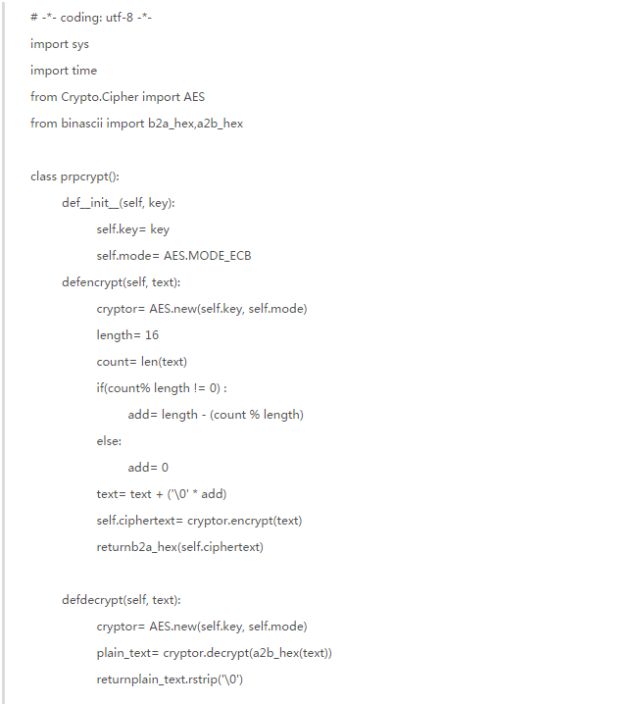 # -*- coding: utf-8 -*-
import sys
import time
from Crypto.Cipher import AES
from binascii import b2a_hex,a2b_hex
class prpcrypt():
def__init__(self, key):
self.key= key
self.mode= AES.MODE_ECB
defencrypt(self, text):
cryptor= AES.new(self.key, self.mode)
length= 16
count= len(text)
if(count% length != 0) :
add= length - (count % length)
else:
add= 0
text= text + ('\0' * add)
self.ciphertext= cryptor.encrypt(text)
returnb2a_hex(self.ciphertext)
defdecrypt(self, text):
cryptor= AES.new(self.key, self.mode)
plain_text= cryptor.decrypt(a2b_hex(text))
returnplain_text.rstrip('\0')